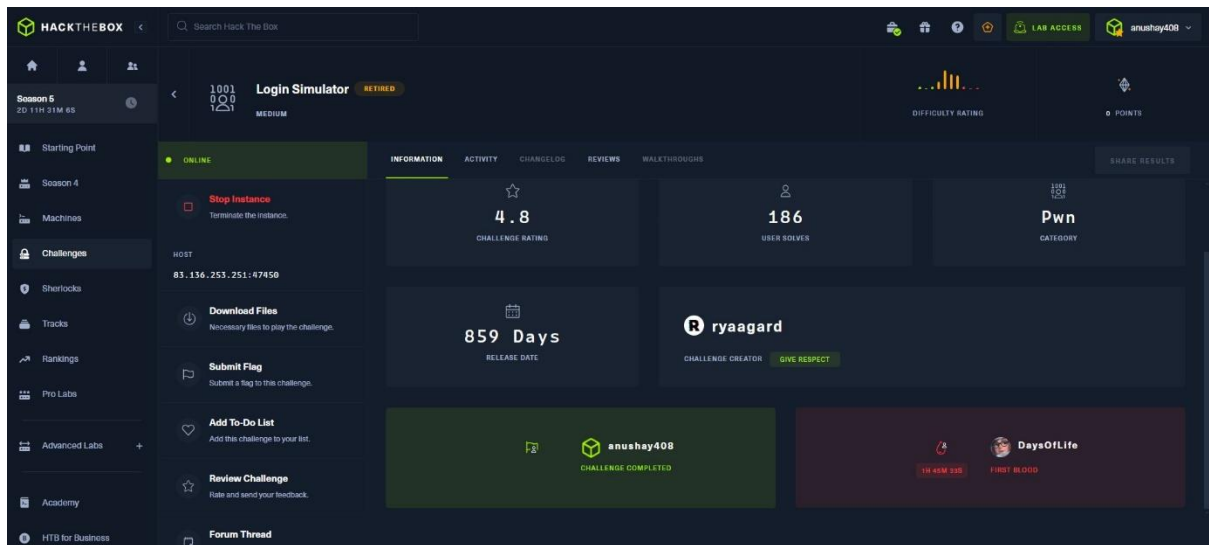 HACKTHEBOX
Search Hack The Box
LAB ACCESS
anushay408
Season 5
2D 11H 31M 6S
Starting Point
Season 4
Machines
Challenges
Sherlocks
Tracks
Rankings
Pro Labs
Advanced Labs
Academy
HTB for Business
Login Simulator
RETIRED
MEDIUM
DIFFICULTY RATING
0 POINTS
ONLINE
INFORMATION ACTIVITY CHANGELOG REVIEWS WALKTHROUGHS
SHARE RESULTS
Stop Instance
Terminate the instance.
HOST
83.136.253.251:47450
Download Files
Necessary files to play the challenge.
Submit Flag
Submit a flag to this challenge.
Add To-Do List
Add this challenge to your list.
Review Challenge
Rate and send your feedback.
Forum Thread
4.8
CHALLENGE RATING
186
USER SOLVES
Pwn
CATEGORY
859 Days
RELEASE DATE
ryaagard
CHALLENGE CREATOR GIVE RESPECT
anushay408
CHALLENGE COMPLETED
DaysOfLife
FIRST BLOOD